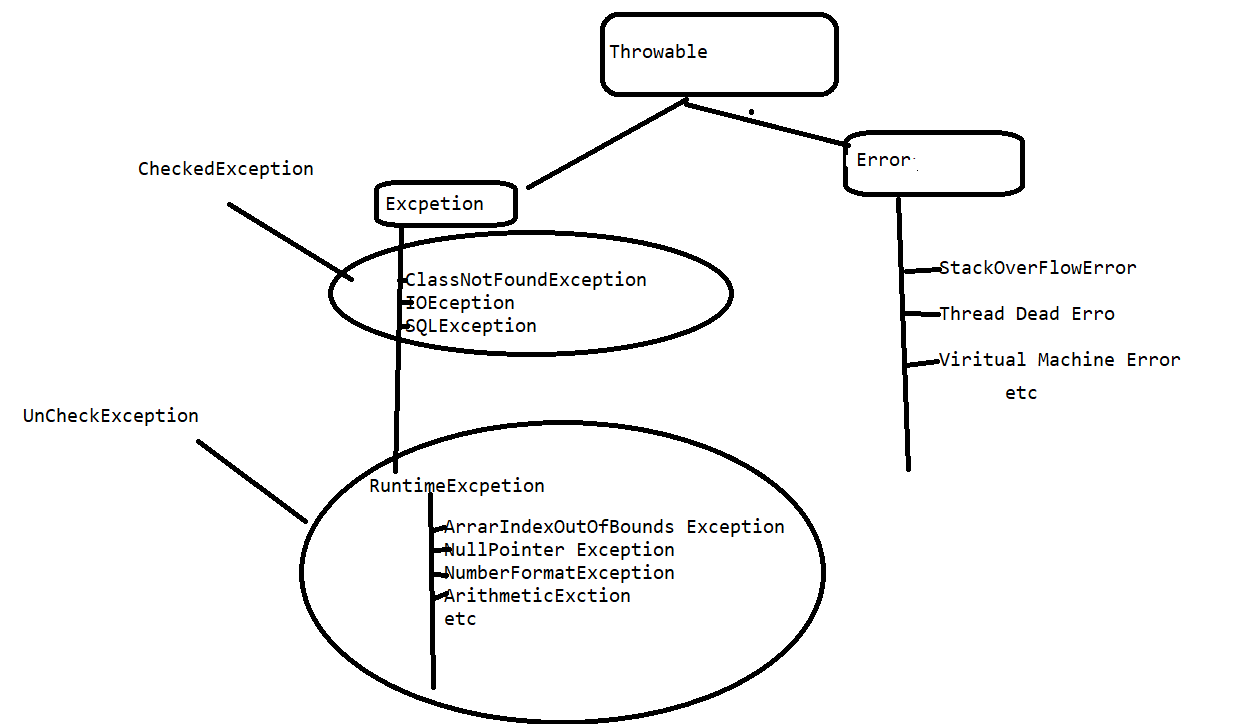 Throwable
Error
CheckedException
Excpetion
StackOverFlowError
ClassNotFoundException
IOEception
Thread Dead Erro
SQLException
Viritual Machine Error
etc
UnCheckException
RuntimeExcpetion
ArrarIndexOutOfBounds Exception
NullPointer Exception
NumberFormatException
ArithmeticExction
etc